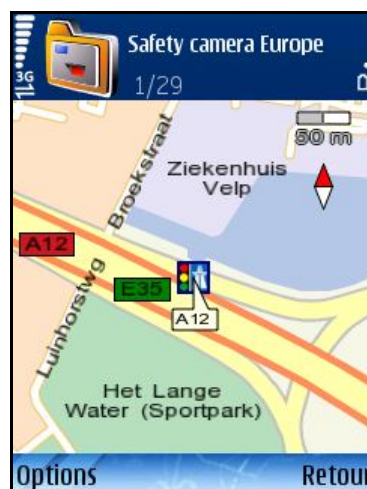 Safety camera Europe
3G
1/29
50 m
Ziekenhuis
Velp
Broekstraat
A12
E35
A12
Luinhorstwg
Het Lange
Water (Sportpark)
Options
Retour